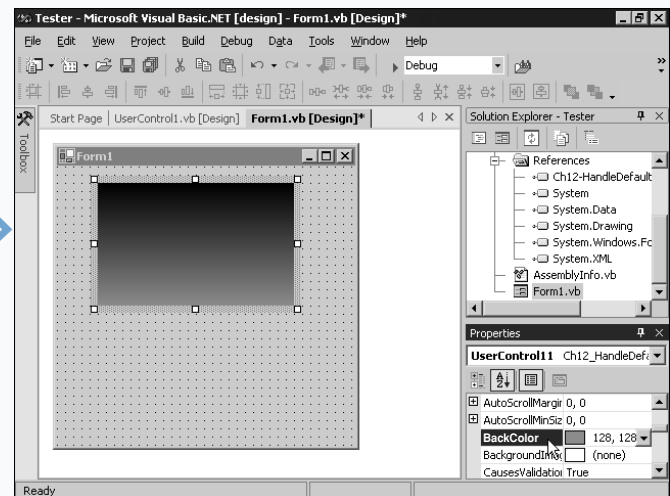 Tester - Microsoft Visual Basic.NET [design] - Form1.vb [Design]*
File Edit View Project Build Debug Data Tools Window Help
Debug
Start Page UserControl1.vb [Design] Form1.vb [Design]*
Solution Explorer - Tester
Toolbox
Form1
References
Ch12-HandleDefault
System
System.Data
System.Drawing
System.Windows.Fo
System.XML
AssemblyInfo.vb
Form1.vb
Properties
UserControl11 Ch12_HandleDefa
AutoScrollMargin 0, 0
AutoScrollMinSiz 0, 0
BackColor 128, 128
(none)
CausesValidation True
Ready